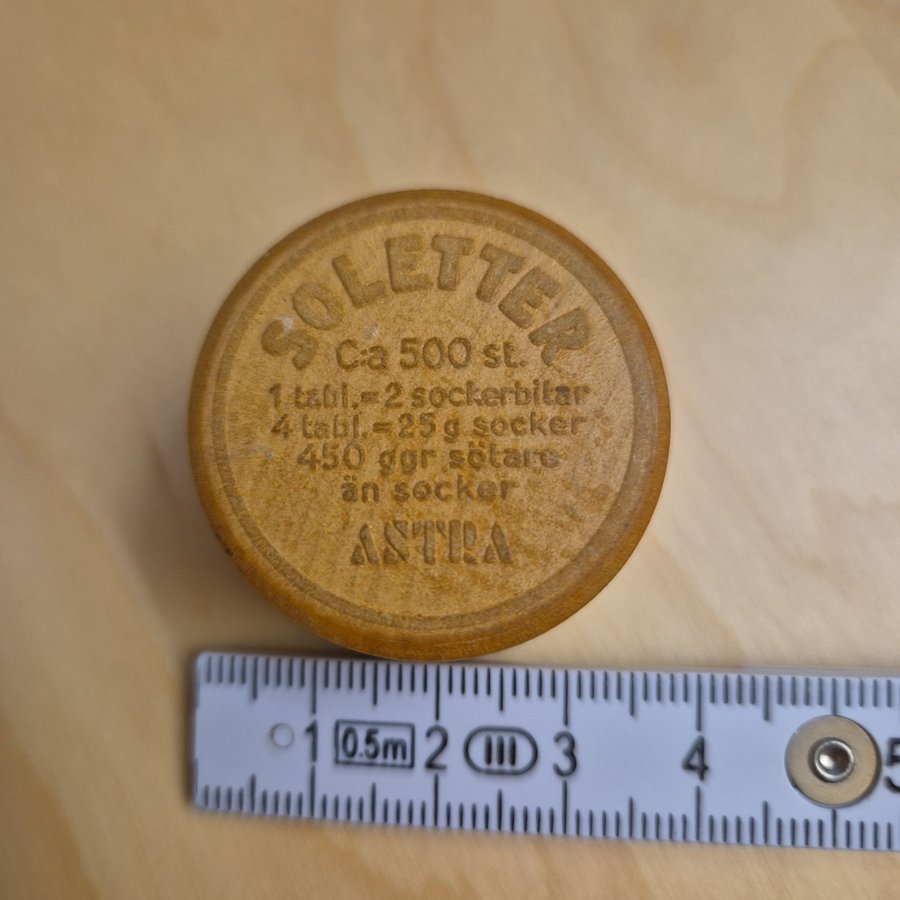 SOLETTER
C:a 500 st.
1 tabl.=2 sockerbitar
4 tabl.=25 g socker
450 ggr sötare
än socker
ASTRA
1 0.5m 2 III 3 4 5